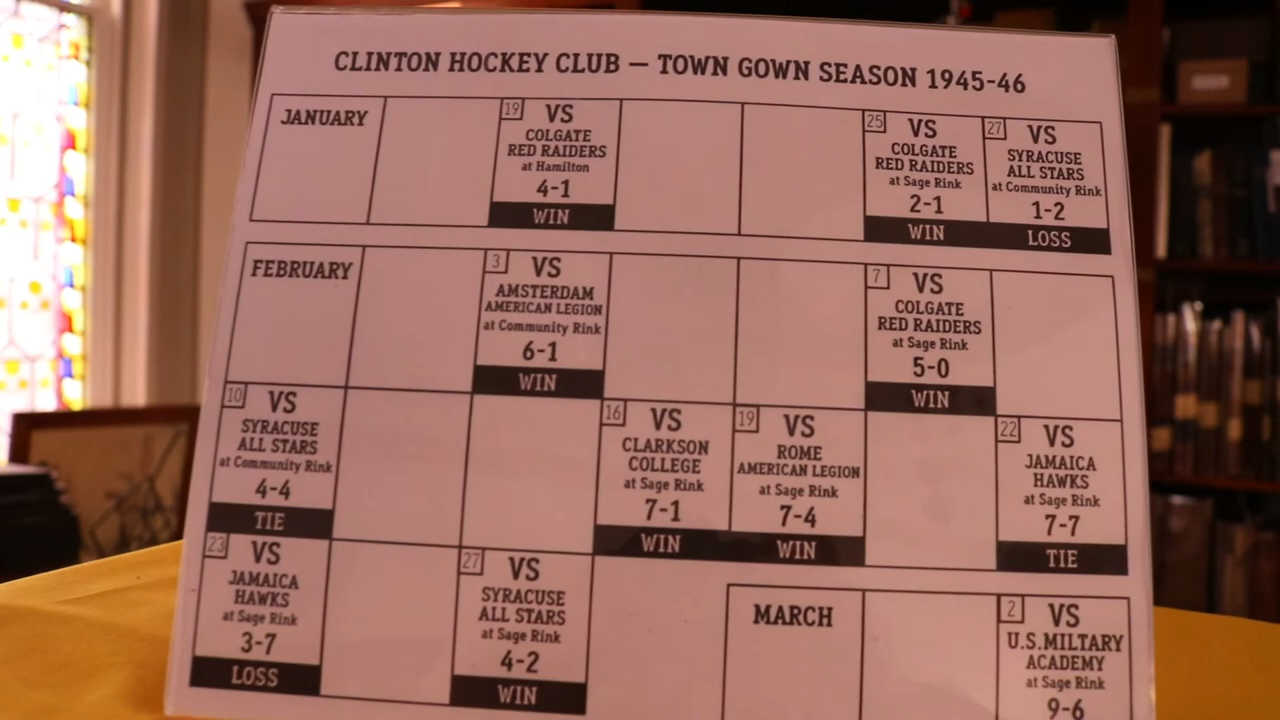 CLINTON HOCKEY CLUB — TOWN GOWN SEASON 1945-46
JANUARY
19
VS
COLGATE
RED RAIDERS
at Hamilton
4-1
WIN
25
VS
COLGATE
RED RAIDERS
at Sage Rink
2-1
WIN
27
VS
SYRACUSE
ALL STARS
at Community Rink
1-2
LOSS
FEBRUARY
3
VS
AMSTERDAM
AMERICAN LEGION
at Community Rink
6-1
WIN
7
VS
COLGATE
RED RAIDERS
at Sage Rink
5-0
WIN
10
VS
SYRACUSE
ALL STARS
at Community Rink
4-4
TIE
16
VS
CLARKSON
COLLEGE
at Sage Rink
7-1
WIN
19
VS
ROME
AMERICAN LEGION
at Sage Rink
7-4
WIN
22
VS
JAMAICA
HAWKS
at Sage Rink
7-7
TIE
23
VS
JAMAICA
HAWKS
at Sage Rink
3-7
LOSS
27
VS
SYRACUSE
ALL STARS
at Sage Rink
4-2
WIN
MARCH
2
VS
U.S.MILTARY
ACADEMY
at Sage Rink
9-6